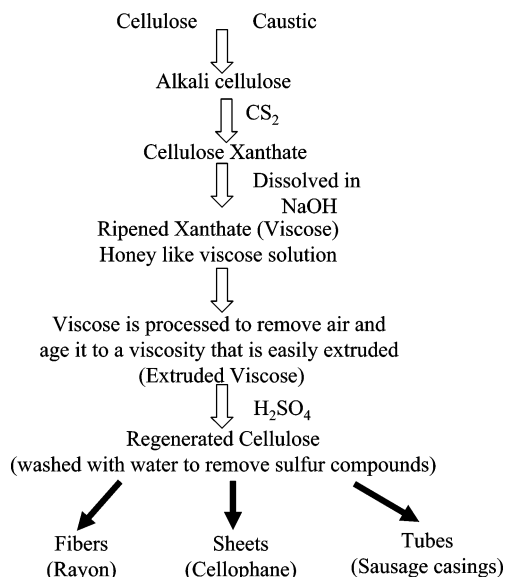 Cellulose Caustic
Alkali cellulose
CS₂
Cellulose Xanthate
Dissolved in
NaOH
Ripened Xanthate (Viscose)
Honey like viscose solution
Viscose is processed to remove air and
age it to a viscosity that is easily extruded
(Extruded Viscose)
H₂SO₄
Regenerated Cellulose
(washed with water to remove sulfur compounds)
Fibers Sheets Tubes
(Rayon) (Cellophane) (Sausage casings)